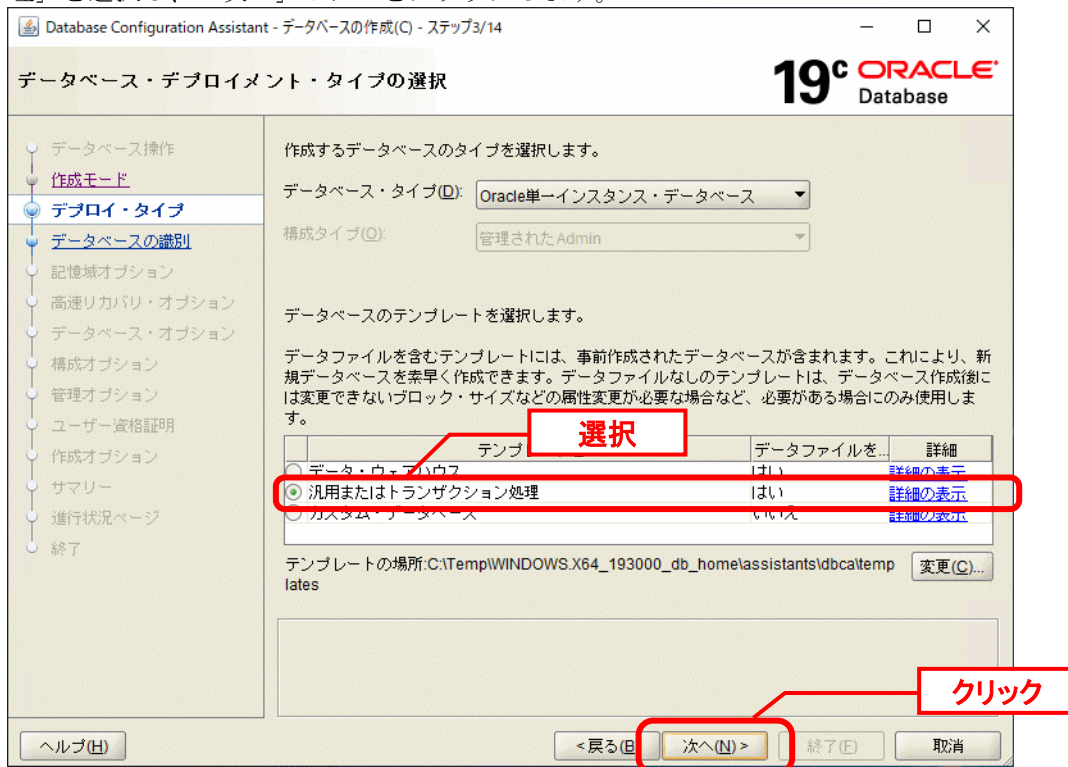 Database Configuration Assistant - データベースの作成(C) - ステップ3/14
データベース・デプロイメント・タイプの選択
19c ORACLE Database
データベース操作
作成モード
デプロイ・タイプ
データベースの識別
記憶域オプション
高速リカバリ・オプション
データベース・オプション
構成オプション
管理オプション
ユーザー資格証明
作成オプション
サマリー
進行状況ページ
終了
作成するデータベースのタイプを選択します。
データベース・タイプ(D): Oracle単一インスタンス・データベース
構成タイプ(O): 管理されたAdmin
データベースのテンプレートを選択します。
データファイルを含むテンプレートには、事前作成されたデータベースが含まれます。これにより、新
規データベースを素早く作成できます。データファイルなしのテンプレートは、データベース作成後に
は変更できないブロック・サイズなどの属性変更が必要な場合など、必要がある場合にのみ使用しま
す。
選択
データファイルを... 詳細
データ・ウェアハウス はい 詳細の表示
汎用またはトランザクション処理 はい 詳細の表示
カスタム・データベース いいえ 詳細の表示
テンプレートの場所:C:\Temp\WINDOWS.X64_193000_db_home\assistants\dbca\temp
lates
変更(C)...
クリック
ヘルプ(H) <戻る(B 次へ(N) > 終了(F) 取消